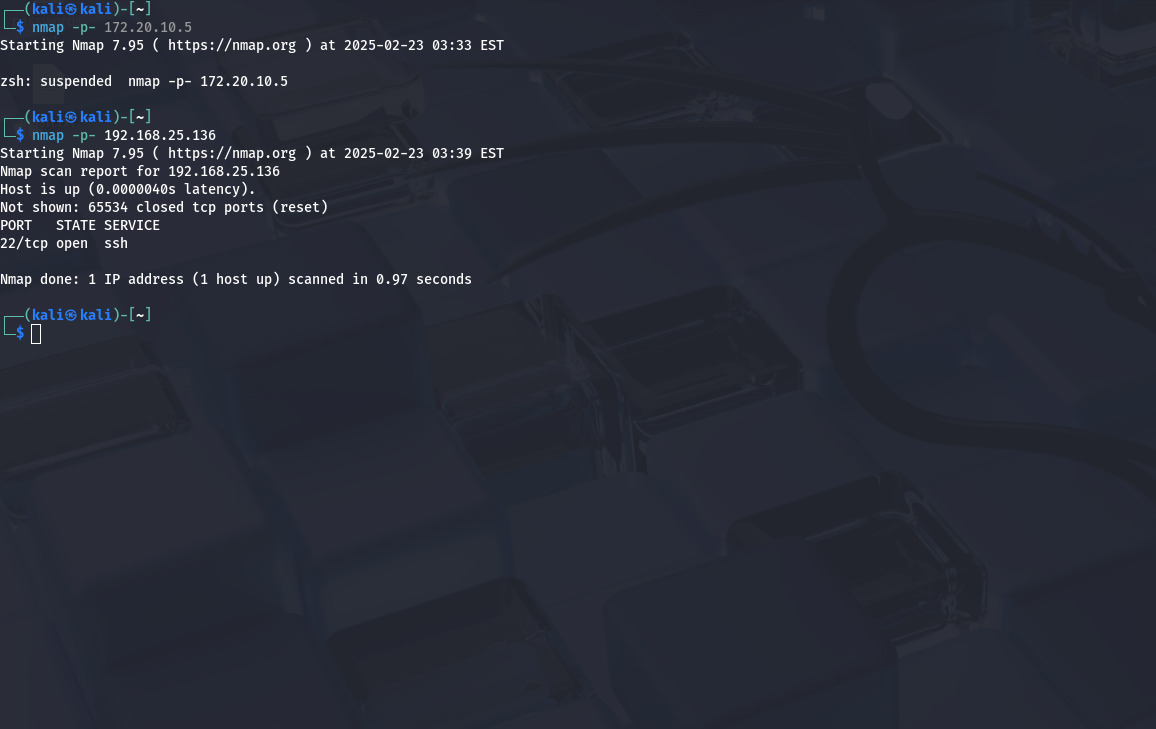 ┌──(kali㉿kali)-[~]
└─$ nmap -p- 172.20.10.5
Starting Nmap 7.95 ( https://nmap.org ) at 2025-02-23 03:33 EST
zsh: suspended  nmap -p- 172.20.10.5
┌──(kali㉿kali)-[~]
└─$ nmap -p- 192.168.25.136
Starting Nmap 7.95 ( https://nmap.org ) at 2025-02-23 03:39 EST
Nmap scan report for 192.168.25.136
Host is up (0.0000040s latency).
Not shown: 65534 closed tcp ports (reset)
PORT   STATE SERVICE
22/tcp open  ssh
Nmap done: 1 IP address (1 host up) scanned in 0.97 seconds
┌──(kali㉿kali)-[~]
└─$